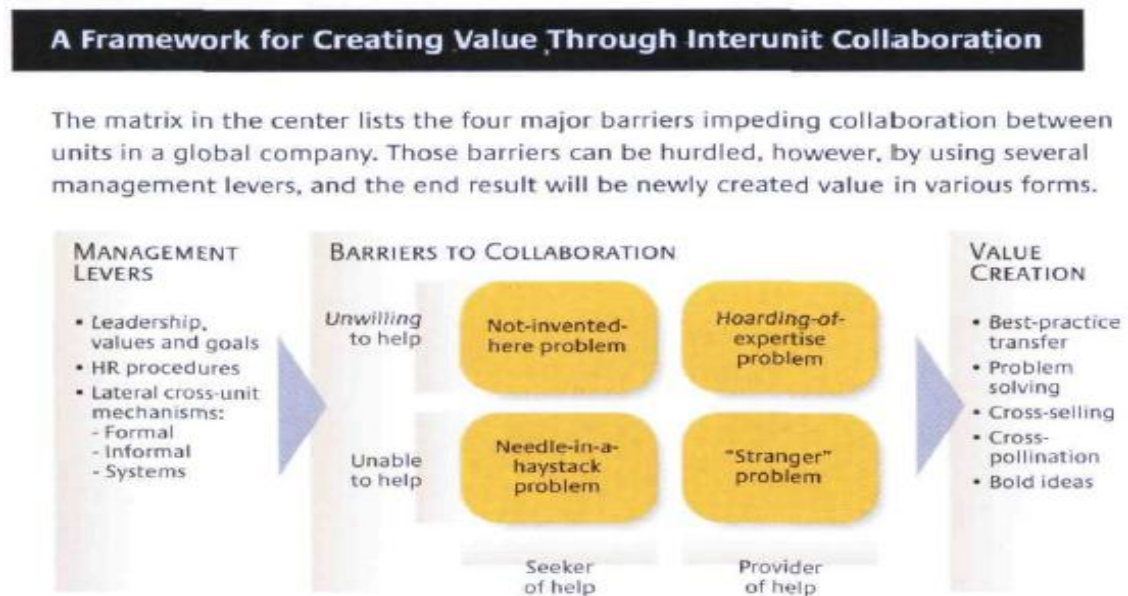 A Framework for Creating Value Through Interunit Collaboration
The matrix in the center lists the four major barriers impeding collaboration between
units in a global company. Those barriers can be hurdled, however, by using several
management levers, and the end result will be newly created value in various forms.
MANAGEMENT
LEVERS
• Leadership,
values and goals
• HR procedures
• Lateral cross-unit
mechanisms:
- Formal
- Informal
- Systems
BARRIERS TO COLLABORATION
Unwilling
to help
Not-invented-
here problem
Hoarding-of-
expertise
problem
Unable
to help
Needle-in-a-
haystack
problem
"Stranger"
problem
Seeker
of help
Provider
of help
VALUE
CREATION
• Best-practice
transfer
• Problem
solving
• Cross-selling
• Cross-
pollination
• Bold ideas